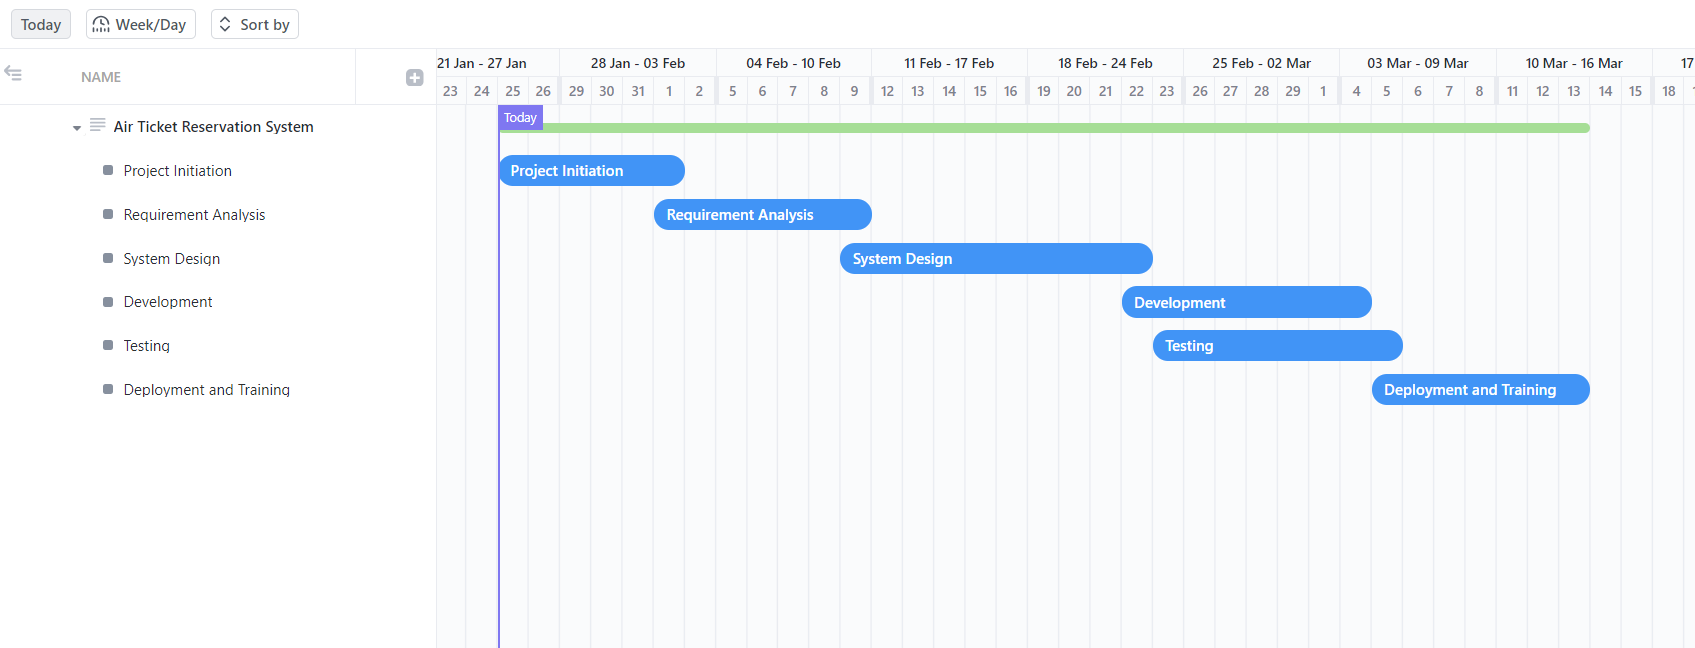 Today Week/Day Sort by
NAME
21 Jan - 27 Jan 28 Jan - 03 Feb 04 Feb - 10 Feb 11 Feb - 17 Feb 18 Feb - 24 Feb 25 Feb - 02 Mar 03 Mar - 09 Mar 10 Mar - 16 Mar 17
23 24 25 26 29 30 31 1 2 5 6 7 8 9 12 13 14 15 16 19 20 21 22 23 26 27 28 29 1 4 5 6 7 8 11 12 13 14 15 18
Today
Air Ticket Reservation System
Project Initiation Project Initiation
Requirement Analysis Requirement Analysis
System Design System Design
Development Development
Testing Testing
Deployment and Training Deployment and Training